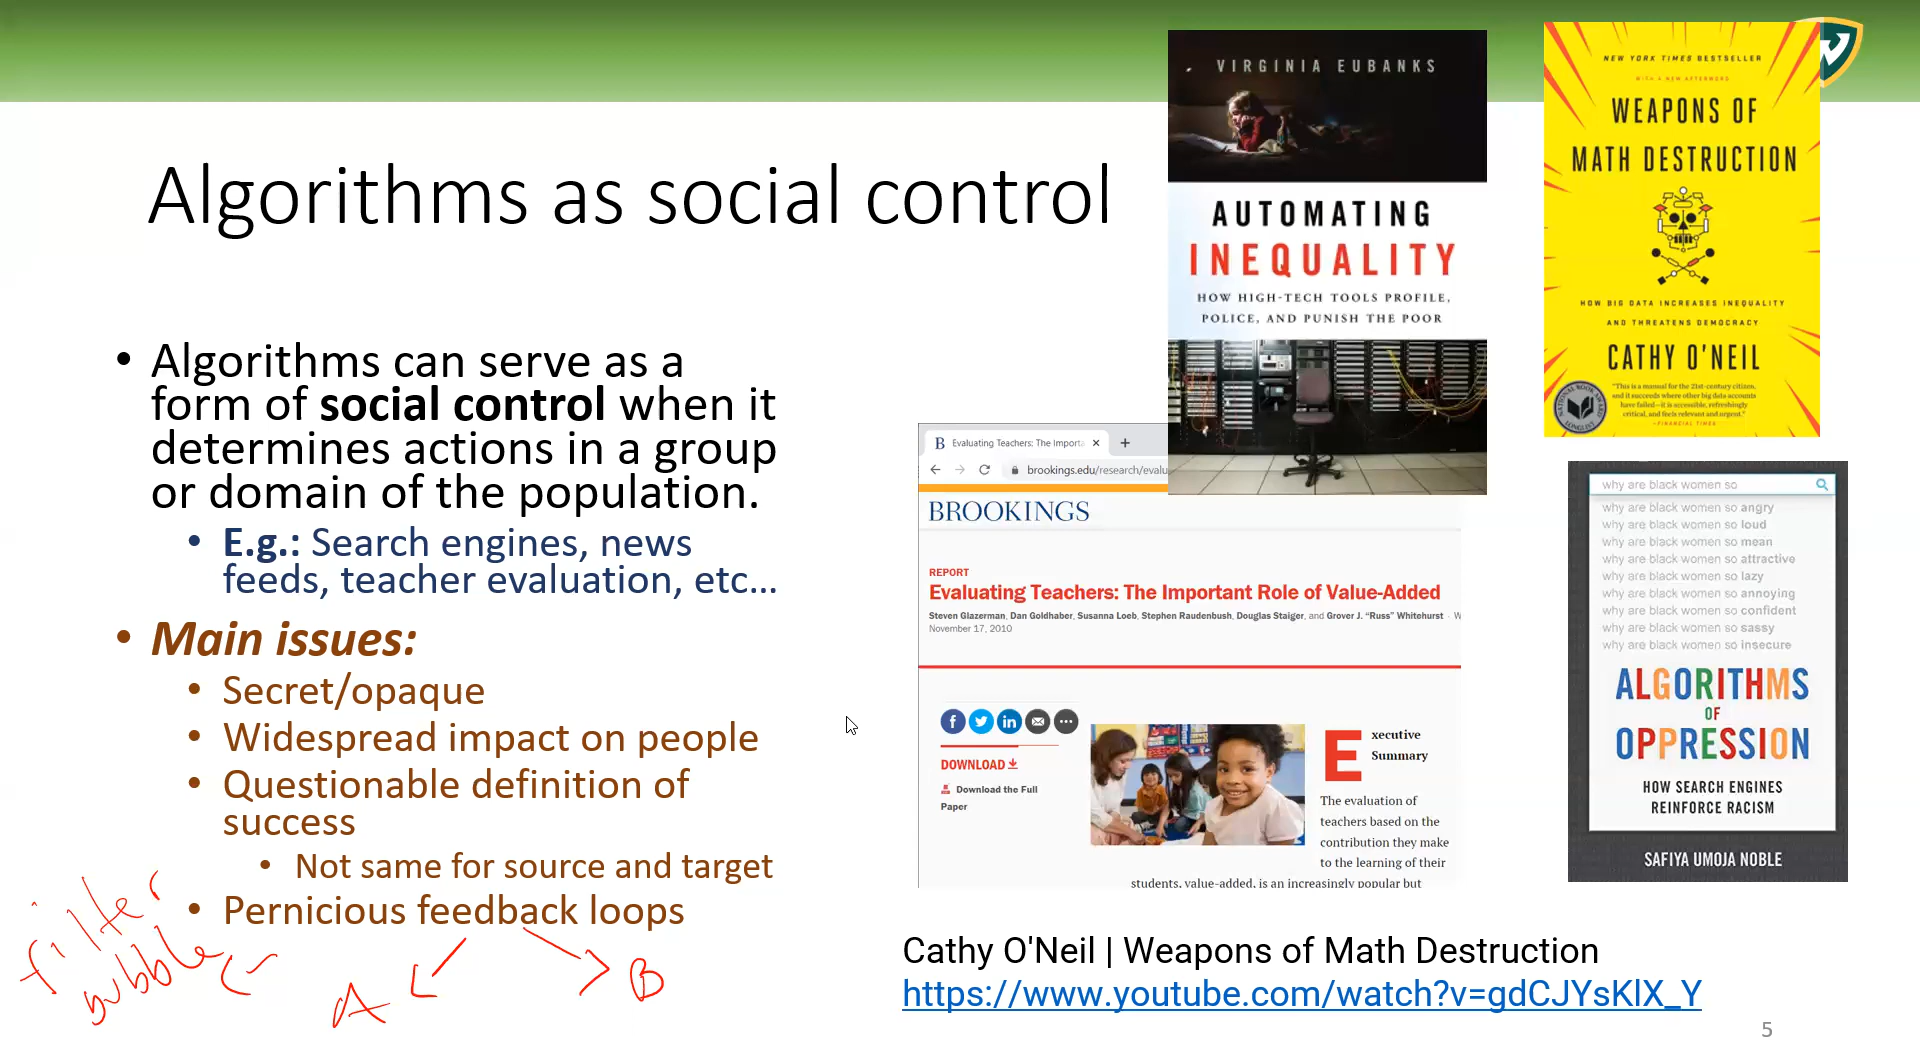 Algorithms as social control
• Algorithms can serve as a
form of social control when it
determines actions in a group
or domain of the population.
• E.g.: Search engines, news
feeds, teacher evaluation, etc...
• Main issues:
• Secret/opaque
• Widespread impact on people
• Questionable definition of
success
• Not same for source and target
• Pernicious feedback loops
filter
bubble
A
B
VIRGINIA EUBANKS
AUTOMATING
INEQUALITY
HOW HIGH-TECH TOOLS PROFILE,
POLICE, AND PUNISH THE POOR
NEW YORK TIMES BESTSELLER
WITH A NEW AFTERWORD
WEAPONS OF
MATH DESTRUCTION
HOW BIG DATA INCREASES INEQUALITY
AND THREATENS DEMOCRACY
CATHY O'NEIL
NATIONAL BOOK AWARD
LONGLIST
"This is a manual for the 21st-century citizen,
and it succeeds where other big data accounts
have failed—it is accessible, refreshingly
critical, and feels relevant and urgent."
—FINANCIAL TIMES
W
B Evaluating Teachers: The Importa
brookings.edu/research/evalu
BROOKINGS
REPORT
Evaluating Teachers: The Important Role of Value-Added
Steven Glazerman, Dan Goldhaber, Susanna Loeb, Stephen Raudenbush, Douglas Staiger, and Grover J. "Russ" Whitehurst · W
November 17, 2010
DOWNLOAD
Download the Full
Paper
Executive
Summary
The evaluation of
teachers based on the
contribution they make
to the learning of their
students, value-added, is an increasingly popular but
why are black women so
why are black women so angry
why are black women so loud
why are black women so mean
why are black women so attractive
why are black women so lazy
why are black women so annoying
why are black women so confident
why are black women so sassy
why are black women so insecure
ALGORITHMS
OF
OPPRESSION
HOW SEARCH ENGINES
REINFORCE RACISM
SAFIYA UMOJA NOBLE
Cathy O'Neil | Weapons of Math Destruction
https://www.youtube.com/watch?v=gdCJYsKlX_Y
5